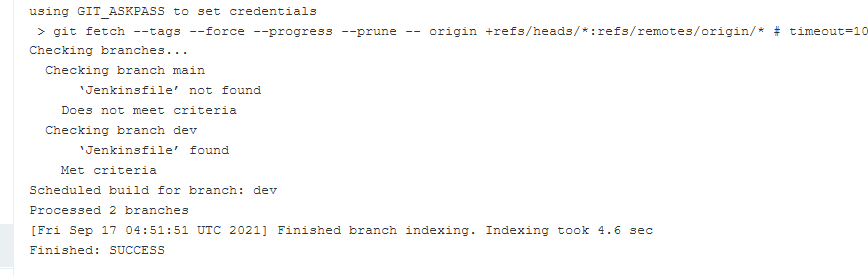 using GIT_ASKPASS to set credentials
> git fetch --tags --force --progress --prune -- origin +refs/heads/*:refs/remotes/origin/* # timeout=10
Checking branches...
Checking branch main
‘Jenkinsfile’ not found
Does not meet criteria
Checking branch dev
‘Jenkinsfile’ found
Met criteria
Scheduled build for branch: dev
Processed 2 branches
[Fri Sep 17 04:51:51 UTC 2021] Finished branch indexing. Indexing took 4.6 sec
Finished: SUCCESS